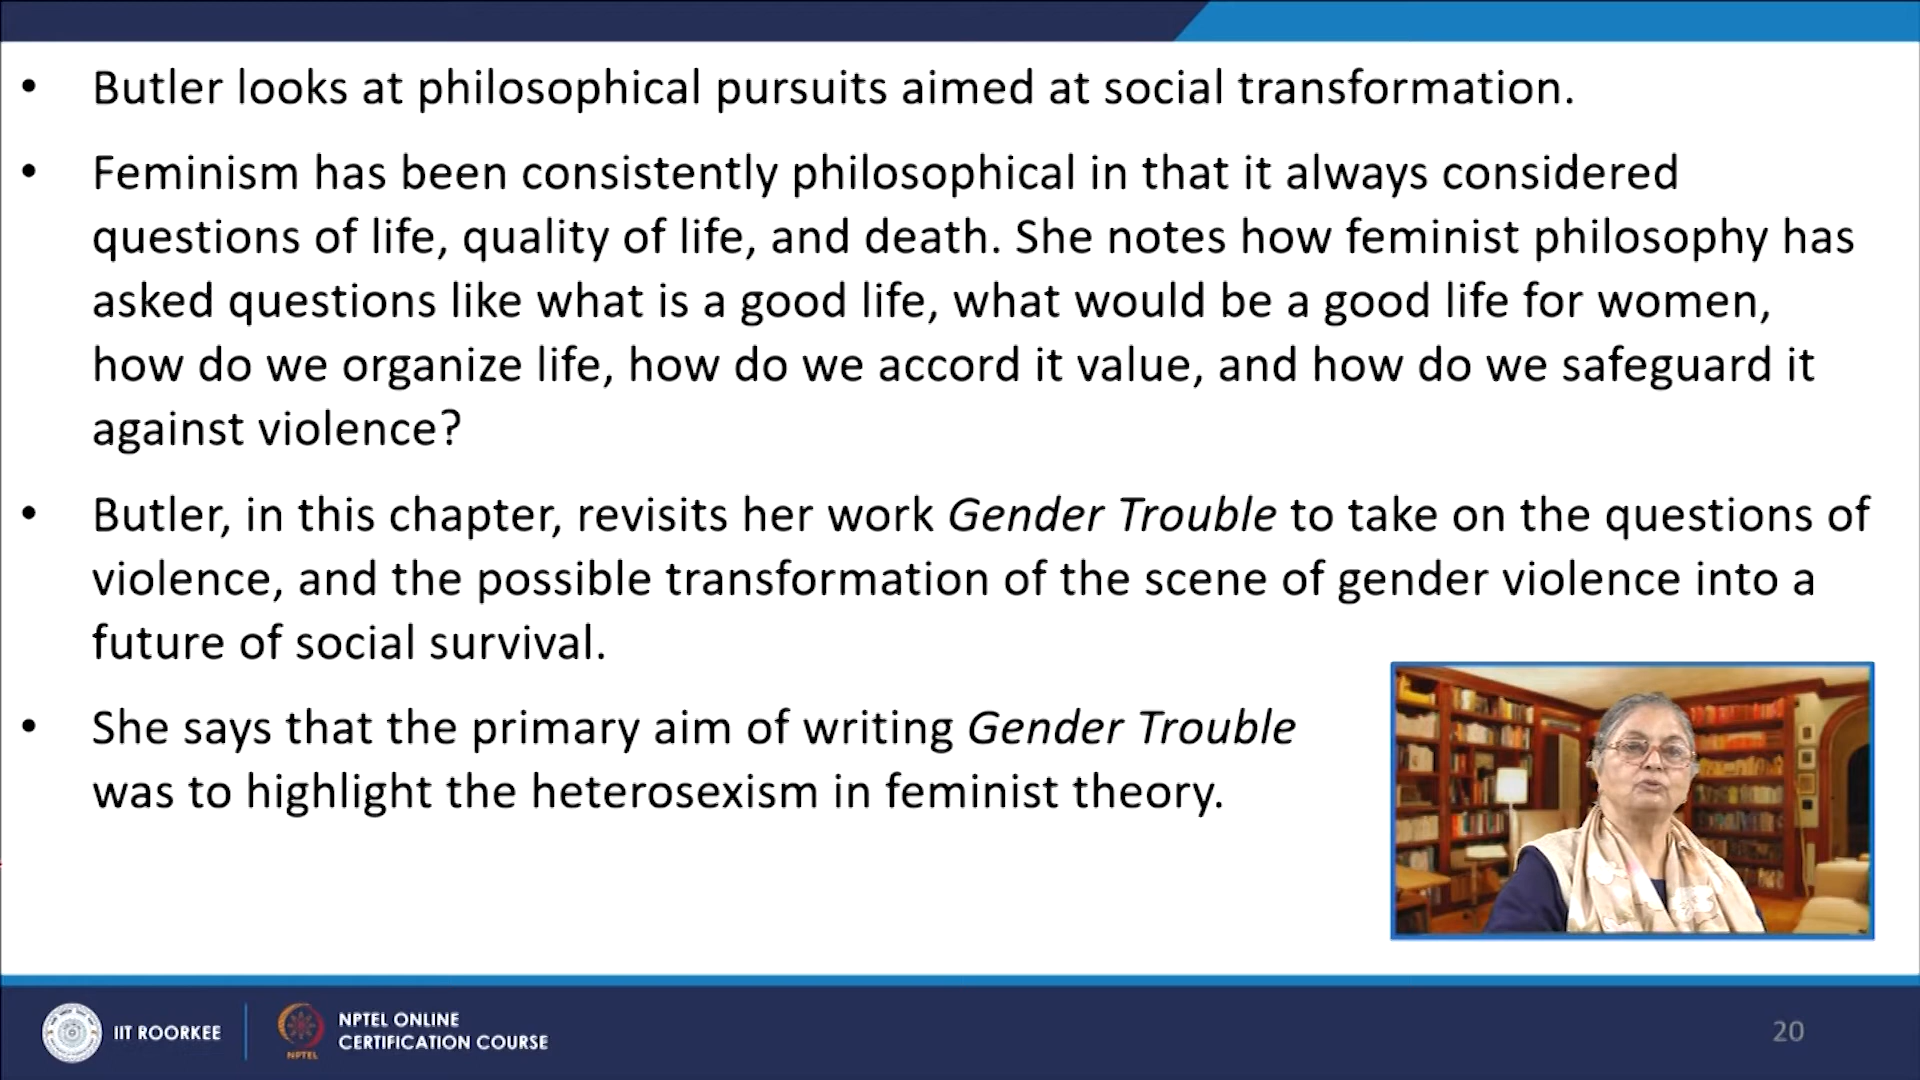 • Butler looks at philosophical pursuits aimed at social transformation.
• Feminism has been consistently philosophical in that it always considered
questions of life, quality of life, and death. She notes how feminist philosophy has
asked questions like what is a good life, what would be a good life for women,
how do we organize life, how do we accord it value, and how do we safeguard it
against violence?
• Butler, in this chapter, revisits her work Gender Trouble to take on the questions of
violence, and the possible transformation of the scene of gender violence into a
future of social survival.
• She says that the primary aim of writing Gender Trouble
was to highlight the heterosexism in feminist theory.
IIT ROORKEE
NPTEL
NPTEL ONLINE
CERTIFICATION COURSE
20